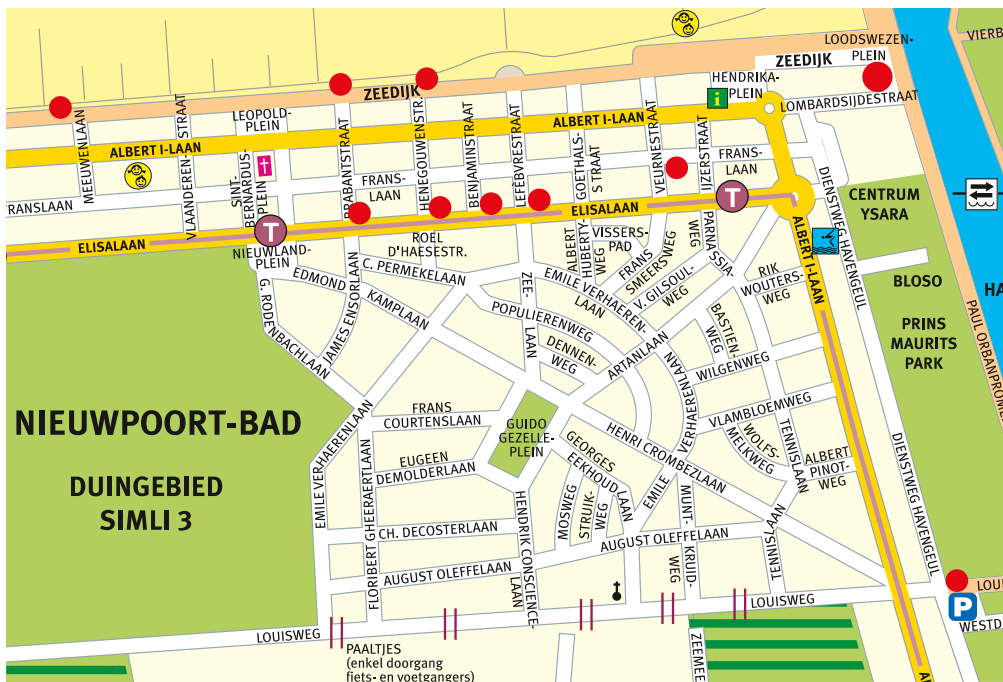 LOODSWEZEN-
PLEIN
VIERB
ZEEDIJK
ZEEDIJK
HENDRIKA-
PLEIN
i
LOMBARDSIJDESTRAAT
LEOPOLD-
PLEIN
ALBERT I-LAAN
ALBERT I-LAAN
MEEUWENLAAN
VLAANDEREN-
STRAAT
SINT-
BERNARDUS-
PLEIN
BRABANTSTRAAT
HENEGOUWENSTR.
BENJAMINSTRAAT
LEFÈBVRESTRAAT
GOETHALS-
STRAAT
VEURNESTRAAT
IJZERSTRAAT
FRANS-
LAAN
FRANS-
LAAN
TRANSLAAN
ELISALAAN
ELISALAAN
T
T
NIEUWLAND-
PLEIN
ROEL
D'HAESESTR.
ALBERT
HUBERTY-
WEG
VISSERS-
PAD
FRANS
SMEERSWEG
V. GILSOUL-
WEG
PARNASSIA-
WEG
RIK
WOUTERS-
WEG
ALBERT I-LAAN
DIENSTWEG HAVENGEUL
CENTRUM
YSARA
BLOSO
PRINS
MAURITS
PARK
HA
PAUL ORBANPROME
EDMOND
KAMPLAAN
C. PERMEKELAAN
G. RODENBACHLAAN
JAMES ENSORLAAN
ZEE-
LAAN
EMILE VERHAEREN-
LAAN
POPULIERENWEG
DENNEN-
WEG
ARTANLAAN
BASTIEN-
WEG
WILGENWEG
VLAMBLOEMWEG
WOLFS-
MELKWEG
TENNISLAAN
ALBERT
PINOT-
WEG
NIEUWPOORT-BAD
DUINGEBIED
SIMLI 3
FRANS
COURTENSLAAN
GUIDO
GEZELLE-
PLEIN
EUGEEN
DEMOLDERLAAN
EMILE VERHAERENLAAN
FLORIBERT GHEERAERTLAAN
GEORGES
EEKHOUD
LAAN
HENRI CROMBEZLAAN
EMILE
VERHAERENLAAN
MOSWEG
STRUIK-
WEG
MUNT-
KRUID-
WEG
HENDRIK CONSCIENCE-
LAAN
CH. DECOSTERLAAN
AUGUST OLEFFELAAN
AUGUST OLEFFELAAN
TENNISLAAN
DIENSTWEG HAVENGEUL
LOUISWEG
LOUISWEG
LOUI
P
WESTD
PAALTJES
(enkel doorgang
fiets- en voetgangers)
ZEEMEE
AL